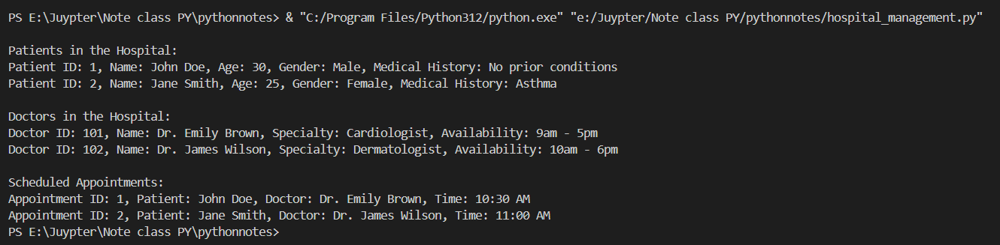 PS E:\Juypter\Note class PY\pythonnotes> & "C:/Program Files/Python312/python.exe" "e:/Juypter/Note class PY/pythonnotes/hospital_management.py"

Patients in the Hospital:
Patient ID: 1, Name: John Doe, Age: 30, Gender: Male, Medical History: No prior conditions
Patient ID: 2, Name: Jane Smith, Age: 25, Gender: Female, Medical History: Asthma

Doctors in the Hospital:
Doctor ID: 101, Name: Dr. Emily Brown, Specialty: Cardiologist, Availability: 9am - 5pm
Doctor ID: 102, Name: Dr. James Wilson, Specialty: Dermatologist, Availability: 10am - 6pm

Scheduled Appointments:
Appointment ID: 1, Patient: John Doe, Doctor: Dr. Emily Brown, Time: 10:30 AM
Appointment ID: 2, Patient: Jane Smith, Doctor: Dr. James Wilson, Time: 11:00 AM
PS E:\Juypter\Note class PY\pythonnotes>